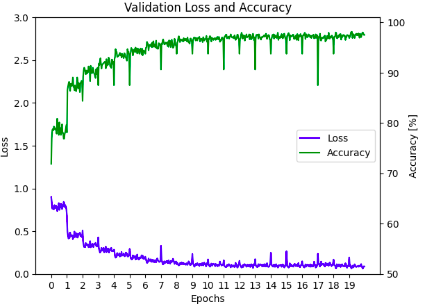 Validation Loss and Accuracy
3.0
2.5
2.0
1.5
1.0
0.5
0.0
Loss
100
90
80
70
60
50
Accuracy [%]
Loss
Accuracy
0 1 2 3 4 5 6 7 8 9 10 11 12 13 14 15 16 17 18 19
Epochs